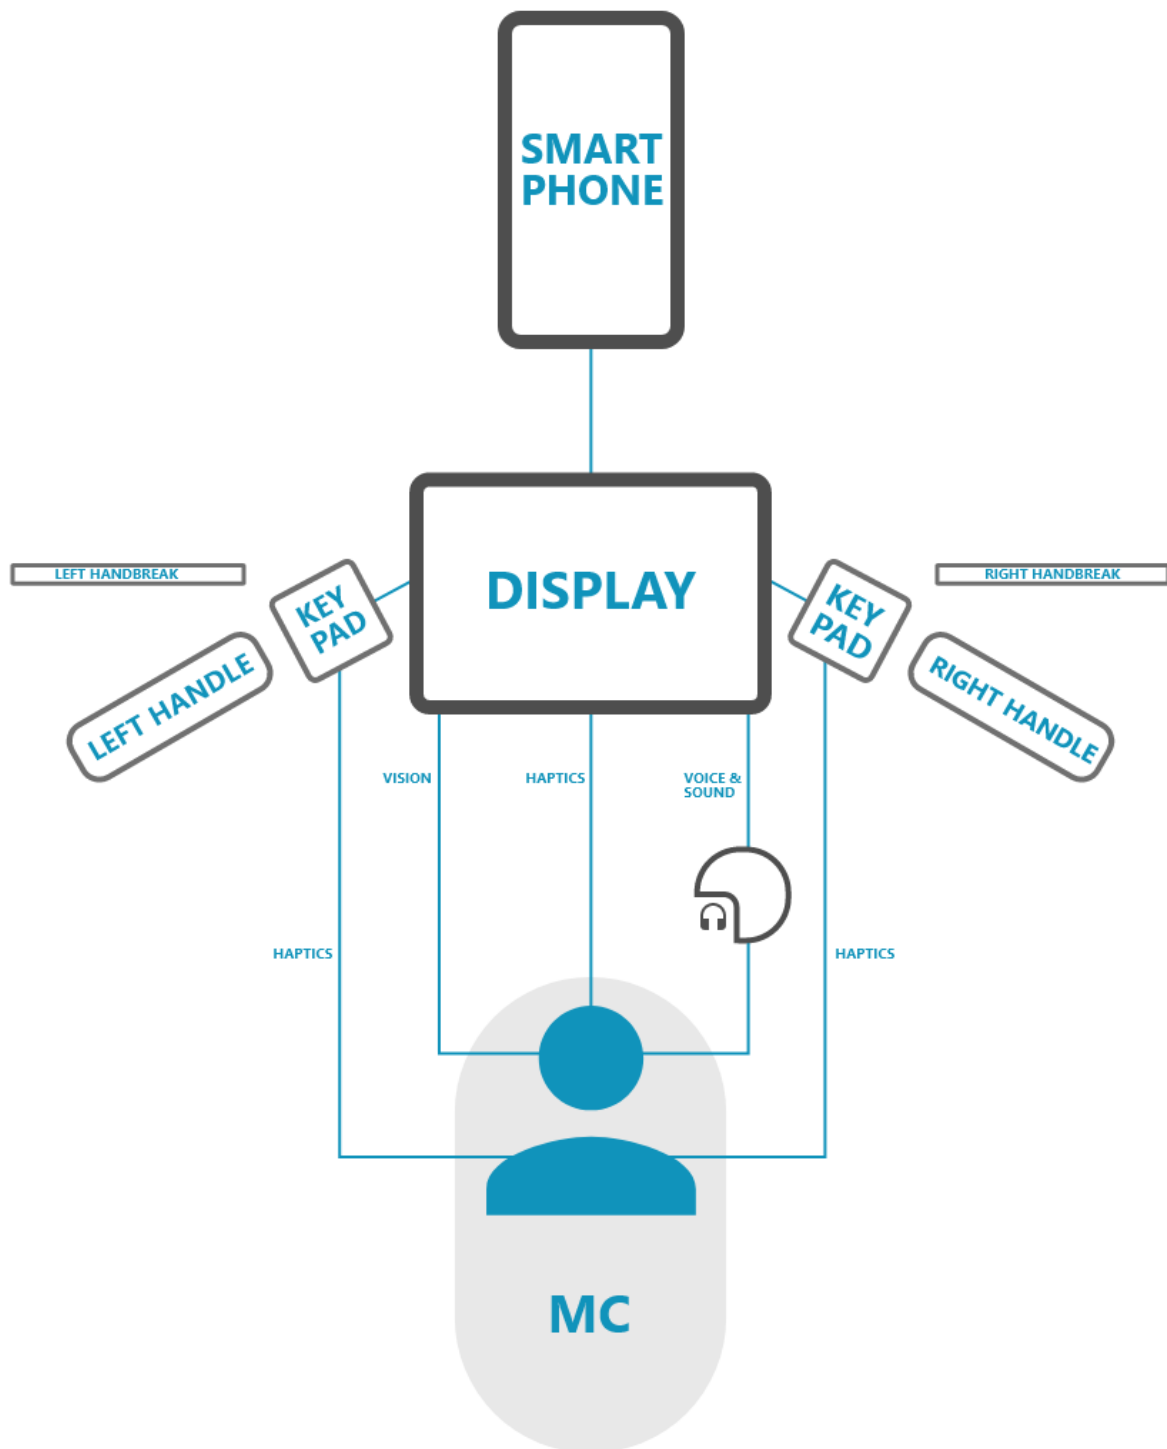 SMART
PHONE
DISPLAY
LEFT HANDBREAK
KEY
PAD
LEFT HANDLE
RIGHT HANDBREAK
KEY
PAD
RIGHT HANDLE
VISION
HAPTICS
VOICE &
SOUND
HAPTICS
HAPTICS
MC